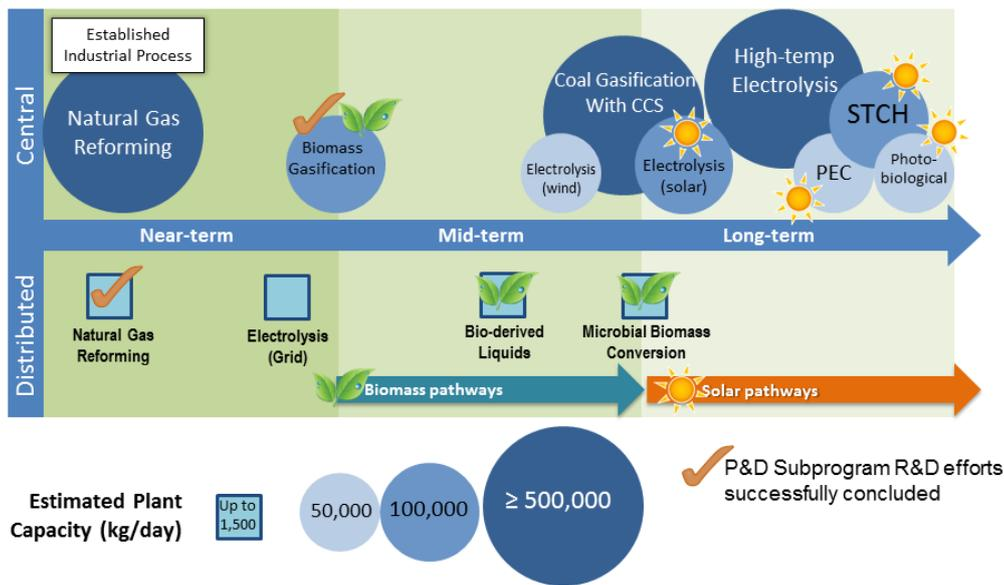 Established
Industrial Process
Central
Natural Gas
Reforming
Biomass
Gasification
Coal Gasification
With CCS
Electrolysis
(wind)
Electrolysis
(solar)
High-temp
Electrolysis
STCH
PEC
Photo-
biological
Near-term
Mid-term
Long-term
Distributed
Natural Gas
Reforming
Electrolysis
(Grid)
Bio-derived
Liquids
Microbial Biomass
Conversion
Biomass pathways
Solar pathways
Estimated Plant
Capacity (kg/day)
Up to
1,500
50,000
100,000
≥ 500,000
P&D Subprogram R&D efforts
successfully concluded